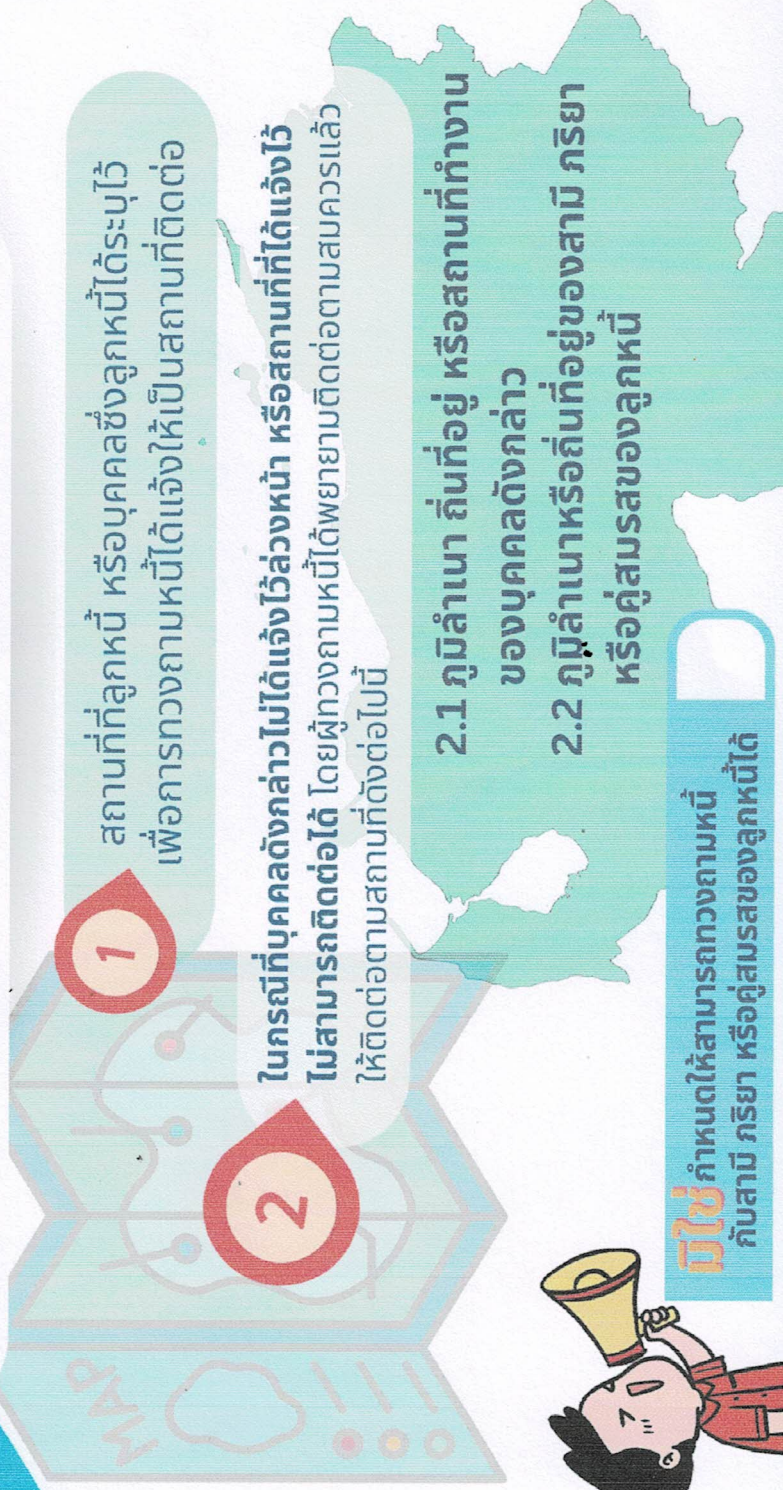 MAP
1
สถานที่ที่ลูกหนี้ หรือบุคคลซึ่งลูกหนี้ได้ระบุไว้
เพื่อการทวงถามหนี้ได้แจ้งให้เป็นสถานที่ติดต่อ
2
ในกรณีที่บุคคลดังกล่าวไม่ได้แจ้งไว้ล่วงหน้า หรือสถานที่ที่ได้แจ้งไว้
ไม่สามารถติดต่อได้ โดยผู้ทวงถามหนี้ได้พยายามติดต่อตามสมควรแล้ว
ให้ติดต่อตามสถานที่ดังต่อไปนี้
2.1 ภูมิลำเนา ถิ่นที่อยู่ หรือสถานที่ทำงาน
ของบุคคลดังกล่าว
2.2 ภูมิลำเนาหรือถิ่นที่อยู่ของสามี ภริยา
หรือคู่สมรสของลูกหนี้
มิใช่ กำหนดให้สามารถทวงถามหนี้
กับสามี ภริยา หรือคู่สมรสของลูกหนี้ได้